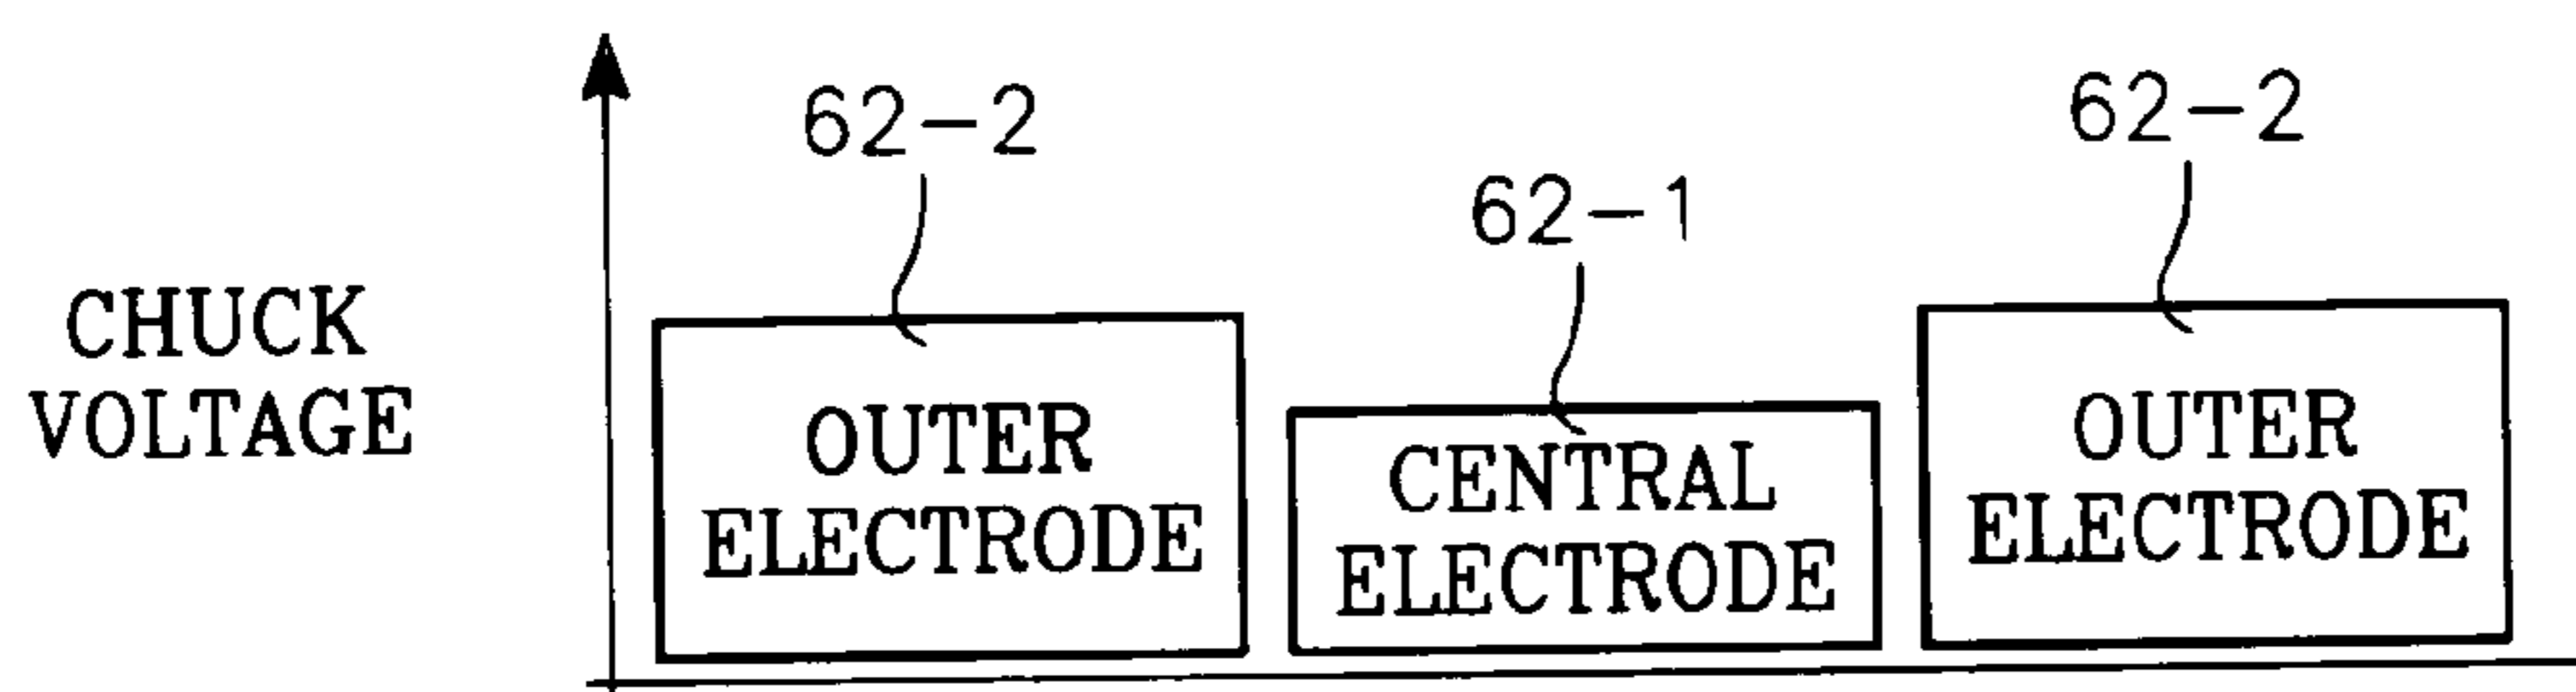 CHUCK
VOLTAGE
62-2
OUTER
ELECTRODE
62-1
CENTRAL
ELECTRODE
62-2
OUTER
ELECTRODE